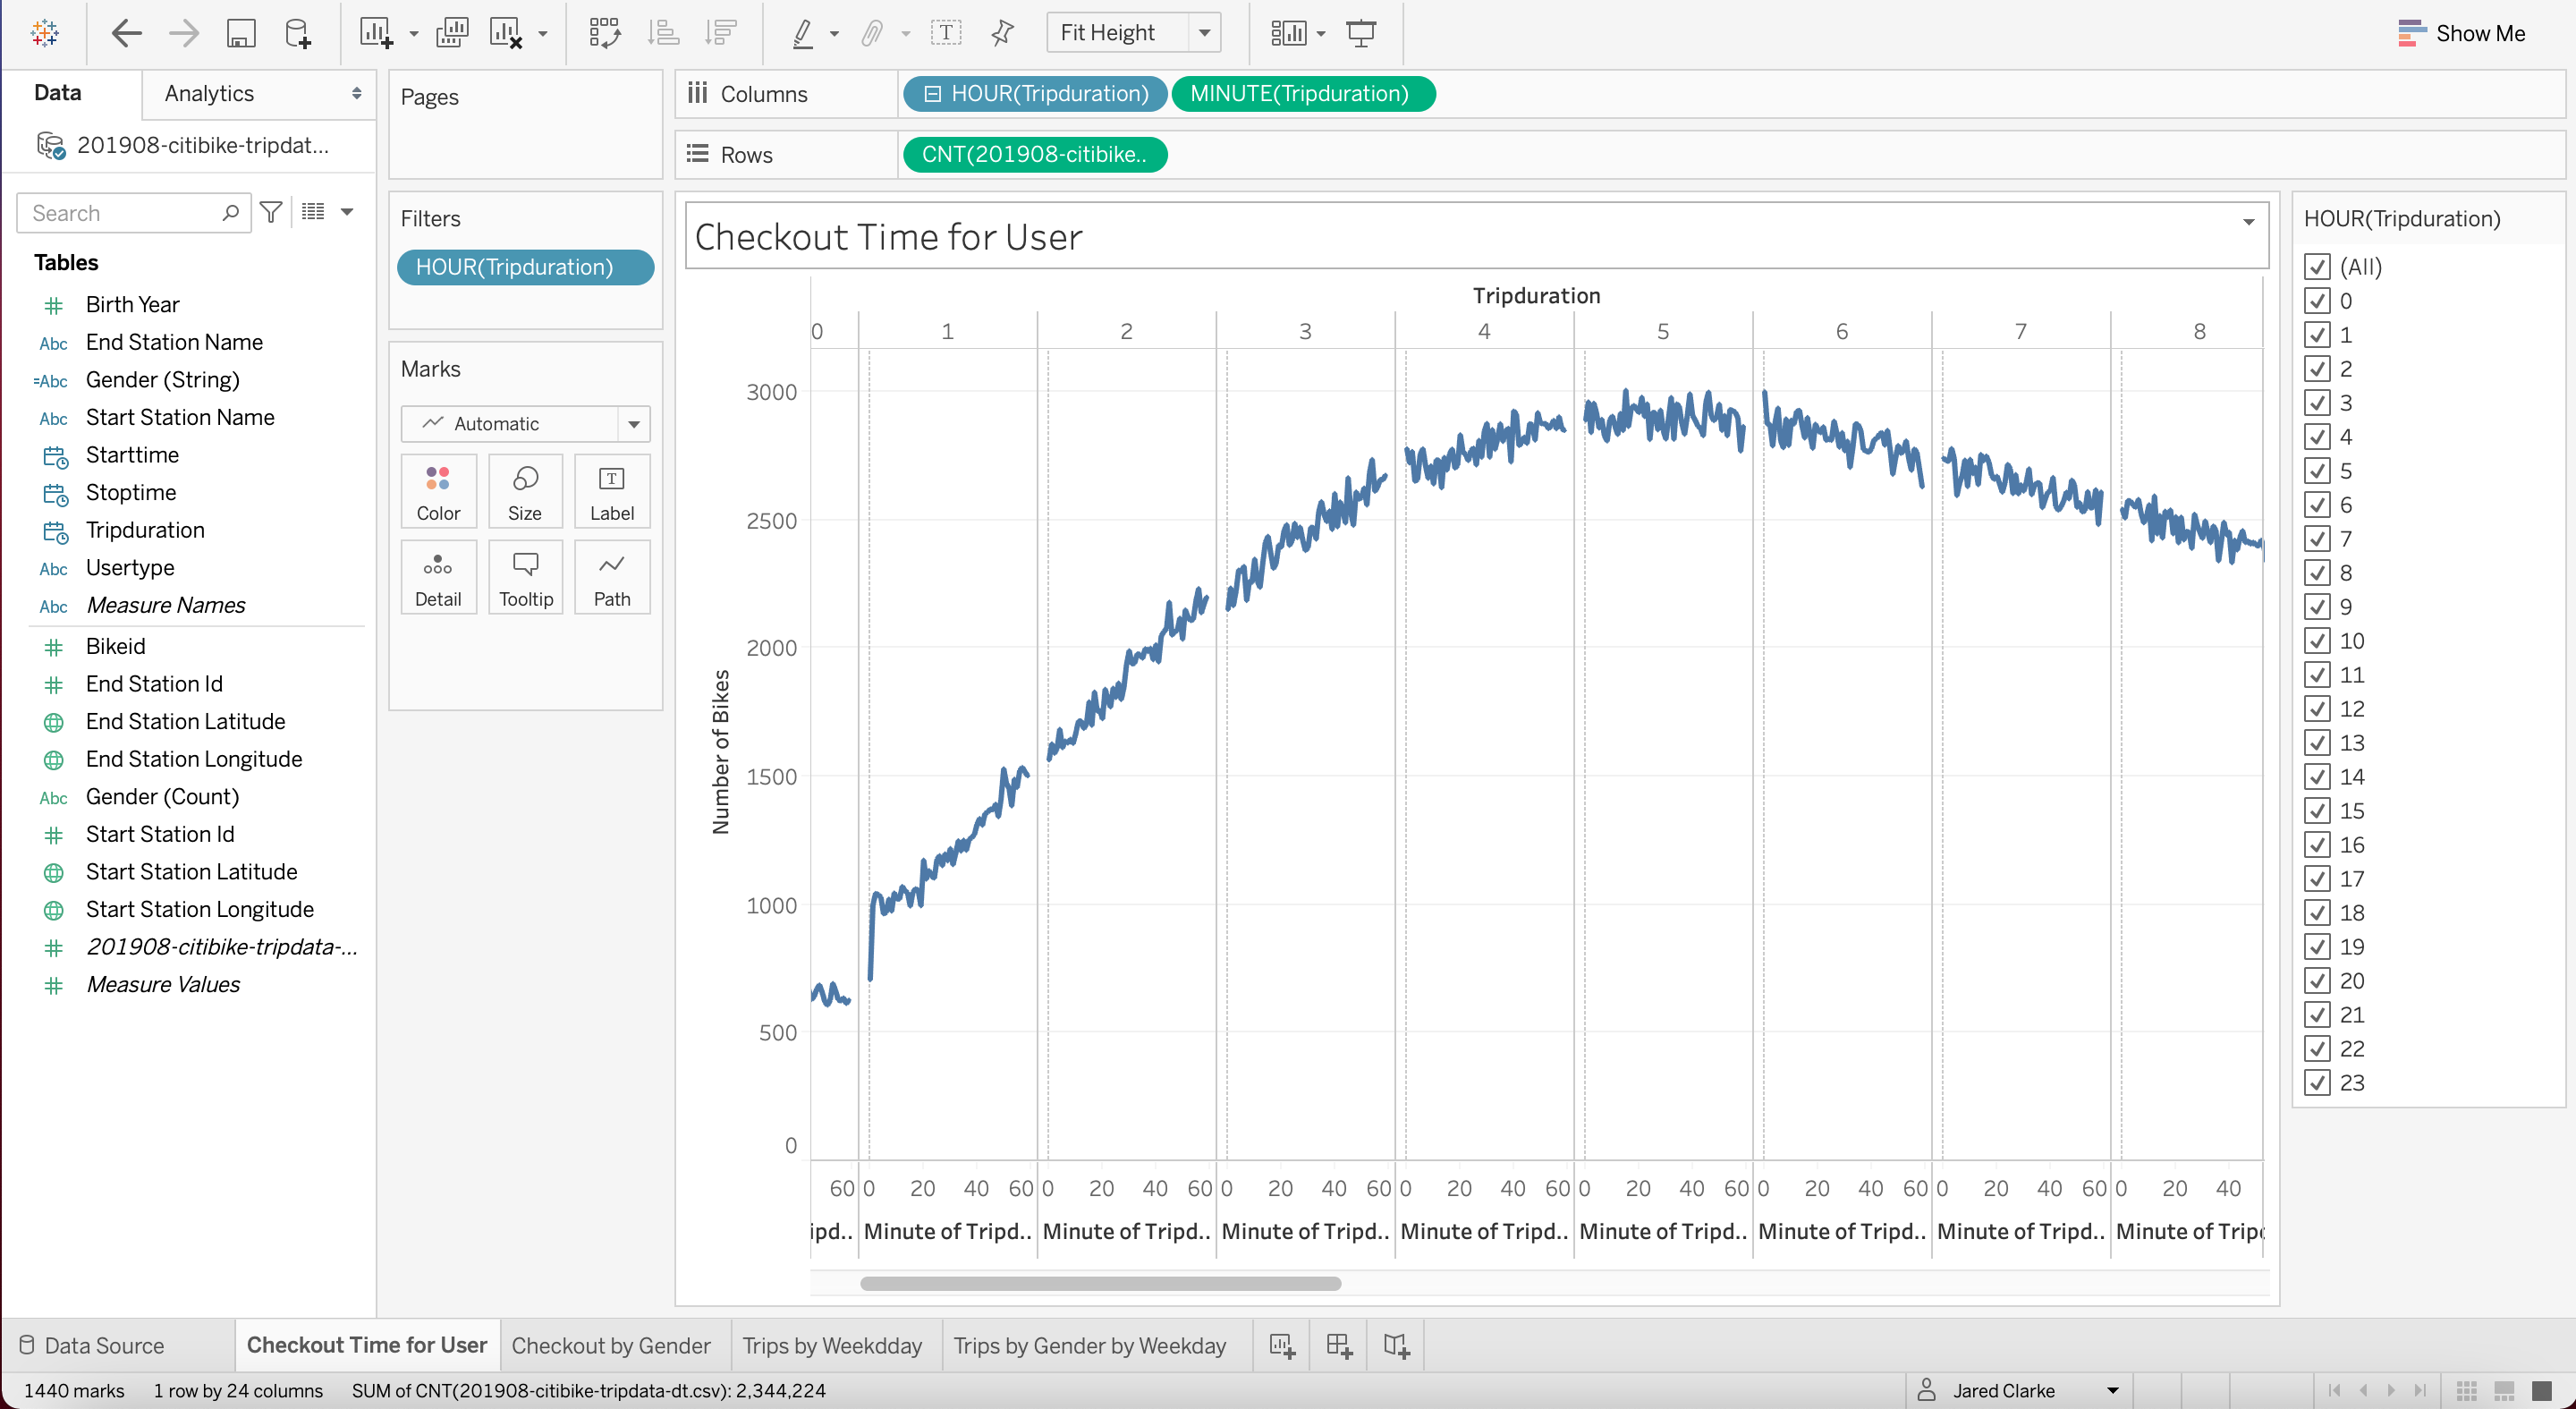 Fit Height
Show Me
Data
Analytics
201908-citibike-tripdat...
Search
Tables
Birth Year
Abc End Station Name
=Abc Gender (String)
Abc Start Station Name
Starttime
Stoptime
Tripduration
Abc Usertype
Abc Measure Names
Bikeid
End Station Id
End Station Latitude
End Station Longitude
Abc Gender (Count)
Start Station Id
Start Station Latitude
Start Station Longitude
201908-citibike-tripdata-...
Measure Values
Pages
Filters
HOUR(Tripduration)
Marks
Automatic
Color Size Label
Detail Tooltip Path
Columns HOUR(Tripduration) MINUTE(Tripduration)
Rows CNT(201908-citibike..
Checkout Time for User
Tripduration
0 1 2 3 4 5 6 7 8
Number of Bikes
3000
2500
2000
1500
1000
500
0
60 0 20 40 60 0 20 40 60 0 20 40 60 0 20 40 60 0 20 40 60 0 20 40 60 0 20 40 60 0 20 40
ipd.. Minute of Tripd.. Minute of Tripd.. Minute of Tripd.. Minute of Tripd.. Minute of Tripd.. Minute of Tripd.. Minute of Tripd.. Minute of Trip
HOUR(Tripduration)
(All)
0
1
2
3
4
5
6
7
8
9
10
11
12
13
14
15
16
17
18
19
20
21
22
23
Data Source
Checkout Time for User
Checkout by Gender
Trips by Weekdday
Trips by Gender by Weekday
1440 marks 1 row by 24 columns SUM of CNT(201908-citibike-tripdata-dt.csv): 2,344,224
Jared Clarke